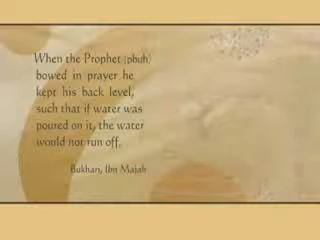 When the Prophet (pbuh)
bowed in prayer he
kept his back level,
such that if water was
poured on it, the water
would not run off.
Bukhari, Ibn Majah